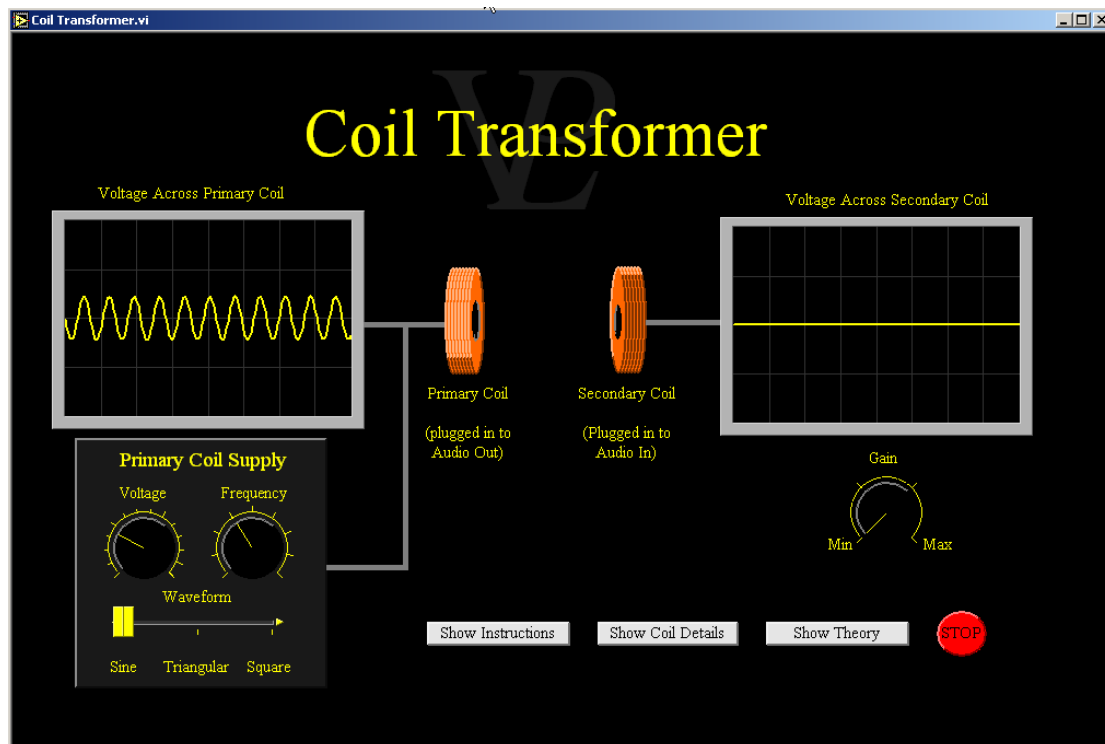 Coil Transformer.vi
VE
Coil Transformer
Voltage Across Primary Coil
Voltage Across Secondary Coil
Primary Coil
(plugged in to
Audio Out)
Secondary Coil
(Plugged in to
Audio In)
Primary Coil Supply
Voltage
Frequency
Waveform
Sine
Triangular
Square
Gain
Min
Max
Show Instructions
Show Coil Details
Show Theory
STOP